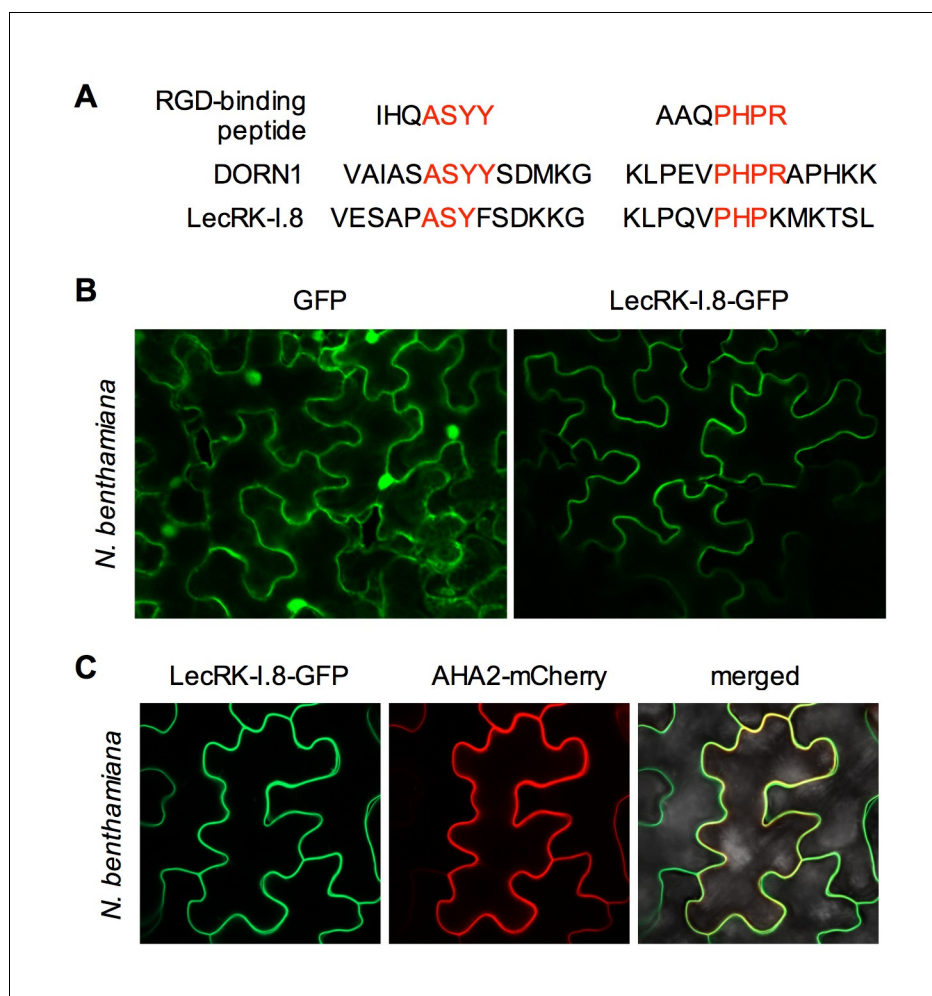 A
RGD-binding peptide IHQASYY AAQPHPR
DORN1 VAIASASYYSDMKG KLPEVPHPRAPHKK
LecRK-I.8 VESAPASYFSDKKG KLPQVPHPKMKTSL
B
GFP LecRK-I.8-GFP
N. benthamiana
C
LecRK-I.8-GFP AHA2-mCherry merged
N. benthamiana